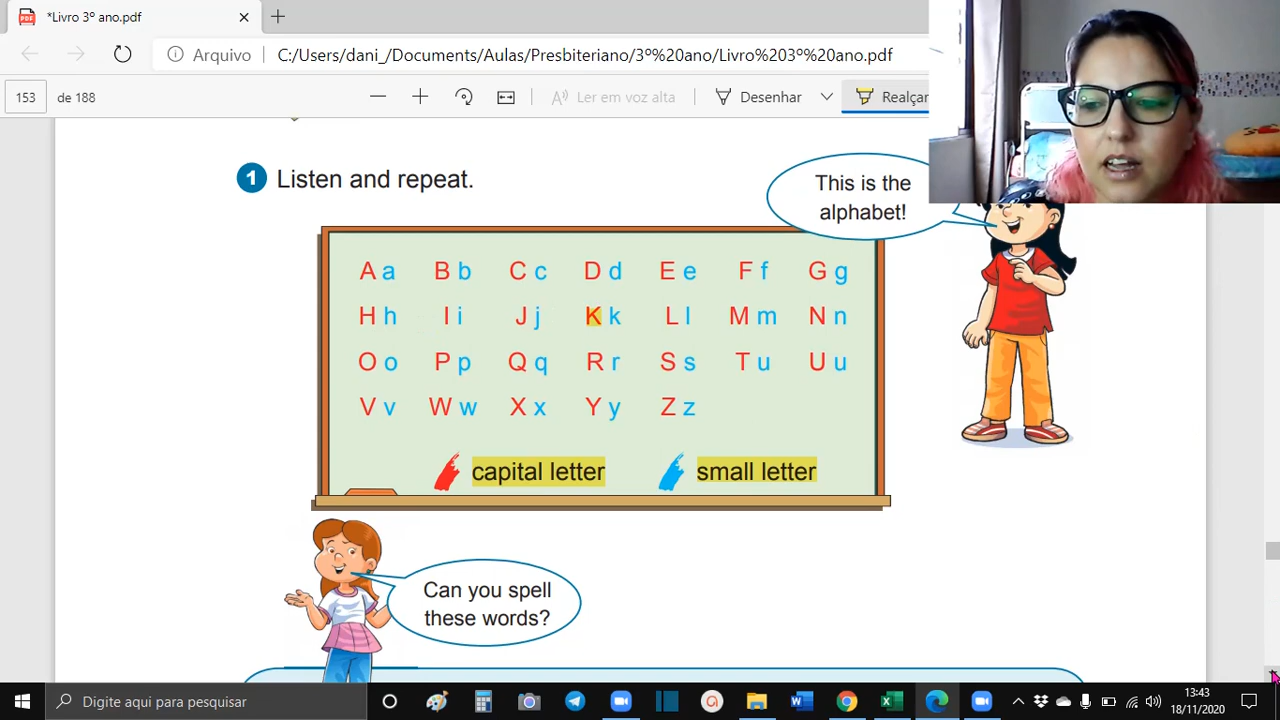 *Livro 3º ano.pdf
Arquivo C:/Users/dani_/Documents/Aulas/Presbiteriano/3º%20ano/Livro%203º%20ano.pdf
153 de 188 Ler em voz alta Desenhar Realçar
1 Listen and repeat.
This is the
alphabet!
A a B b C c D d E e F f G g
H h I i J j K k L l M m N n
O o P p Q q R r S s T u U u
V v W w X x Y y Z z
capital letter small letter
Can you spell
these words?
Digite aqui para pesquisar
13:43
18/11/2020